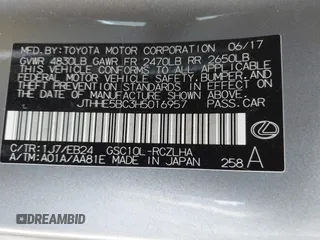 MFD. BY: TOYOTA MOTOR CORPORATION 06/17
GVWR 4830LB GAWR FR 2470LB RR 2650LB
THIS VEHICLE CONFORMS TO ALL APPLICABLE
FEDERAL MOTOR VEHICLE SAFETY, BUMPER, AND
THEFT PREVENTION STANDARDS IN EFFECT ON
THE DATE OF MANUFACTURE SHOWN ABOVE.
JTHHE5BC3H5016957 PASS. CAR
C/TR: 1J7/EB24 GSC10L-RCZLHA
A/TM: A01A/AA81E MADE IN JAPAN 258 A
DREAMBID